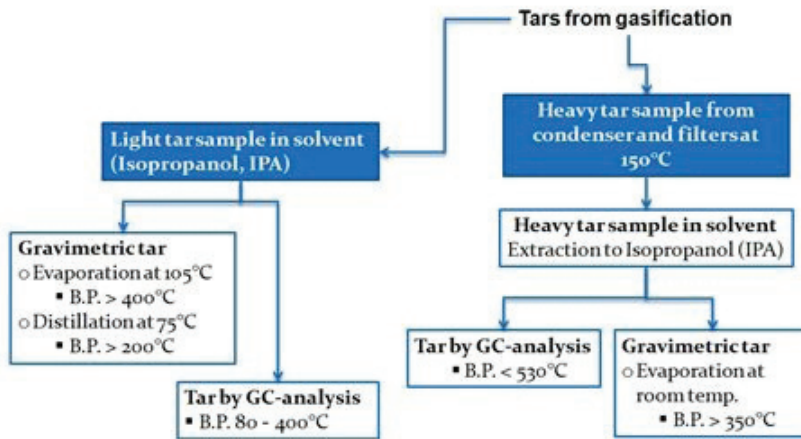 Tars from gasification
Light tar sample in solvent
(Isopropanol, IPA)
Gravimetric tar
○ Evaporation at 105°C
▪ B.P. > 400°C
○ Distillation at 75°C
▪ B.P. > 200°C
Tar by GC-analysis
▪ B.P. 80 - 400°C
Heavy tar sample from
condenser and filters at
150°C
Heavy tar sample in solvent
Extraction to Isopropanol (IPA)
Tar by GC-analysis
▪ B.P. < 530°C
Gravimetric tar
○ Evaporation at
room temp.
▪ B.P. > 350°C